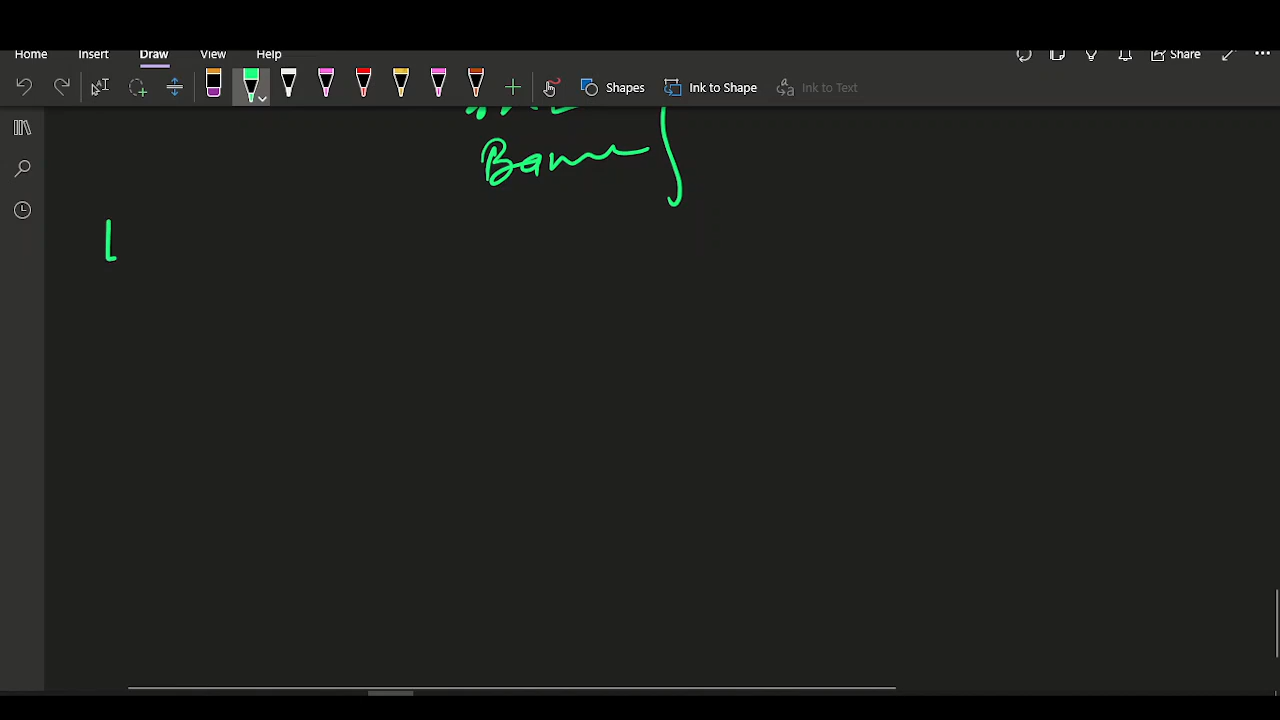 Home Insert Draw View Help Share
Shapes Ink to Shape Ink to Text
L